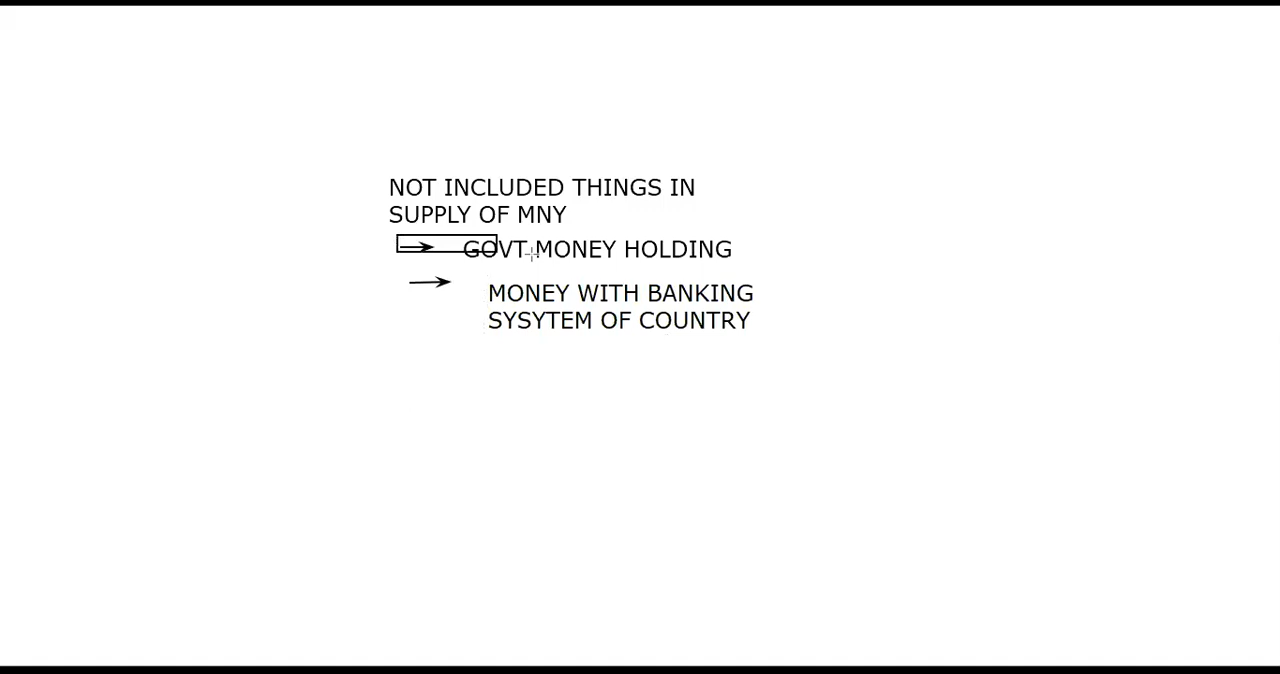 NOT INCLUDED THINGS IN
SUPPLY OF MNY
GOVT MONEY HOLDING
MONEY WITH BANKING
SYSYTEM OF COUNTRY